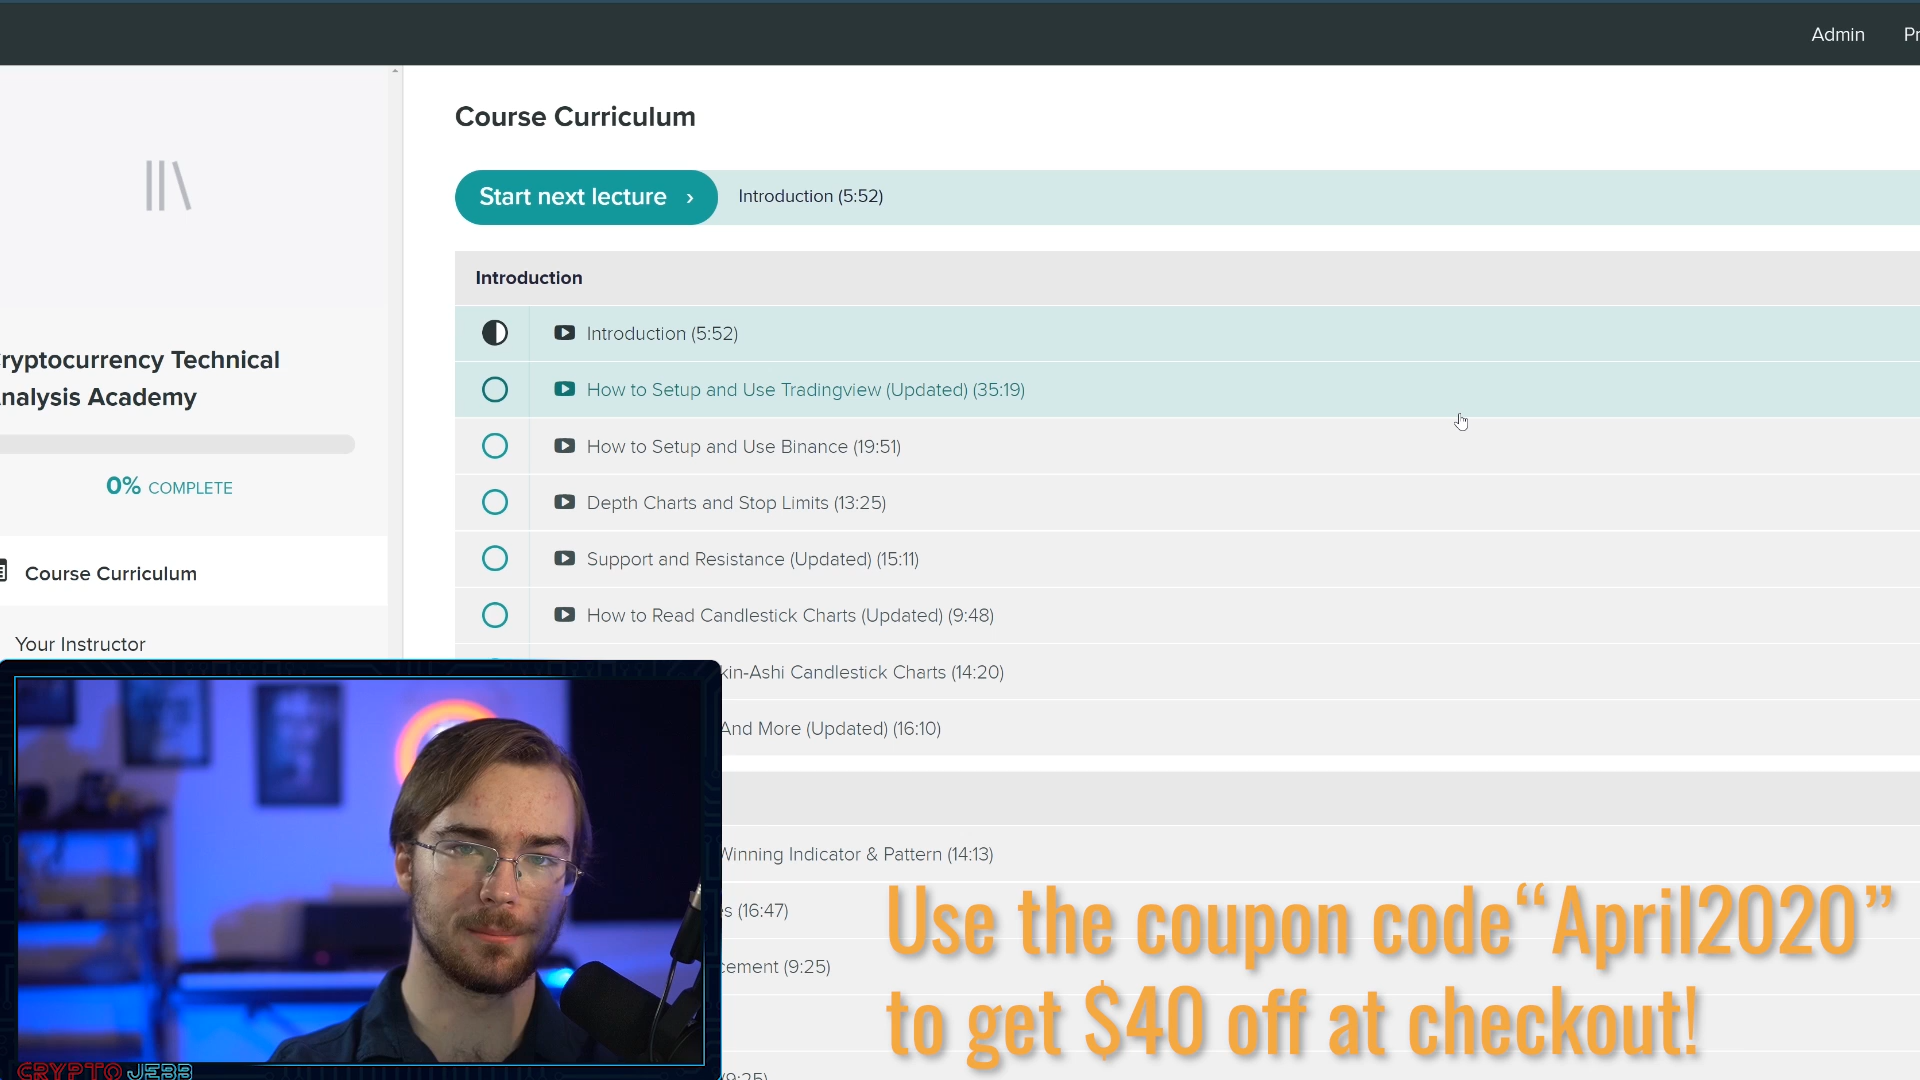 Admin
Course Curriculum
Start next lecture › Introduction (5:52)
Introduction
Introduction (5:52)
How to Setup and Use Tradingview (Updated) (35:19)
How to Setup and Use Binance (19:51)
Depth Charts and Stop Limits (13:25)
Support and Resistance (Updated) (15:11)
How to Read Candlestick Charts (Updated) (9:48)
kin-Ashi Candlestick Charts (14:20)
And More (Updated) (16:10)
Winning Indicator & Pattern (14:13)
(16:47)
cement (9:25)
ryptocurrency Technical
nalysis Academy
0% COMPLETE
Course Curriculum
Your Instructor
Use the coupon code“April2020”
to get $40 off at checkout!
CRYPTO JEBB